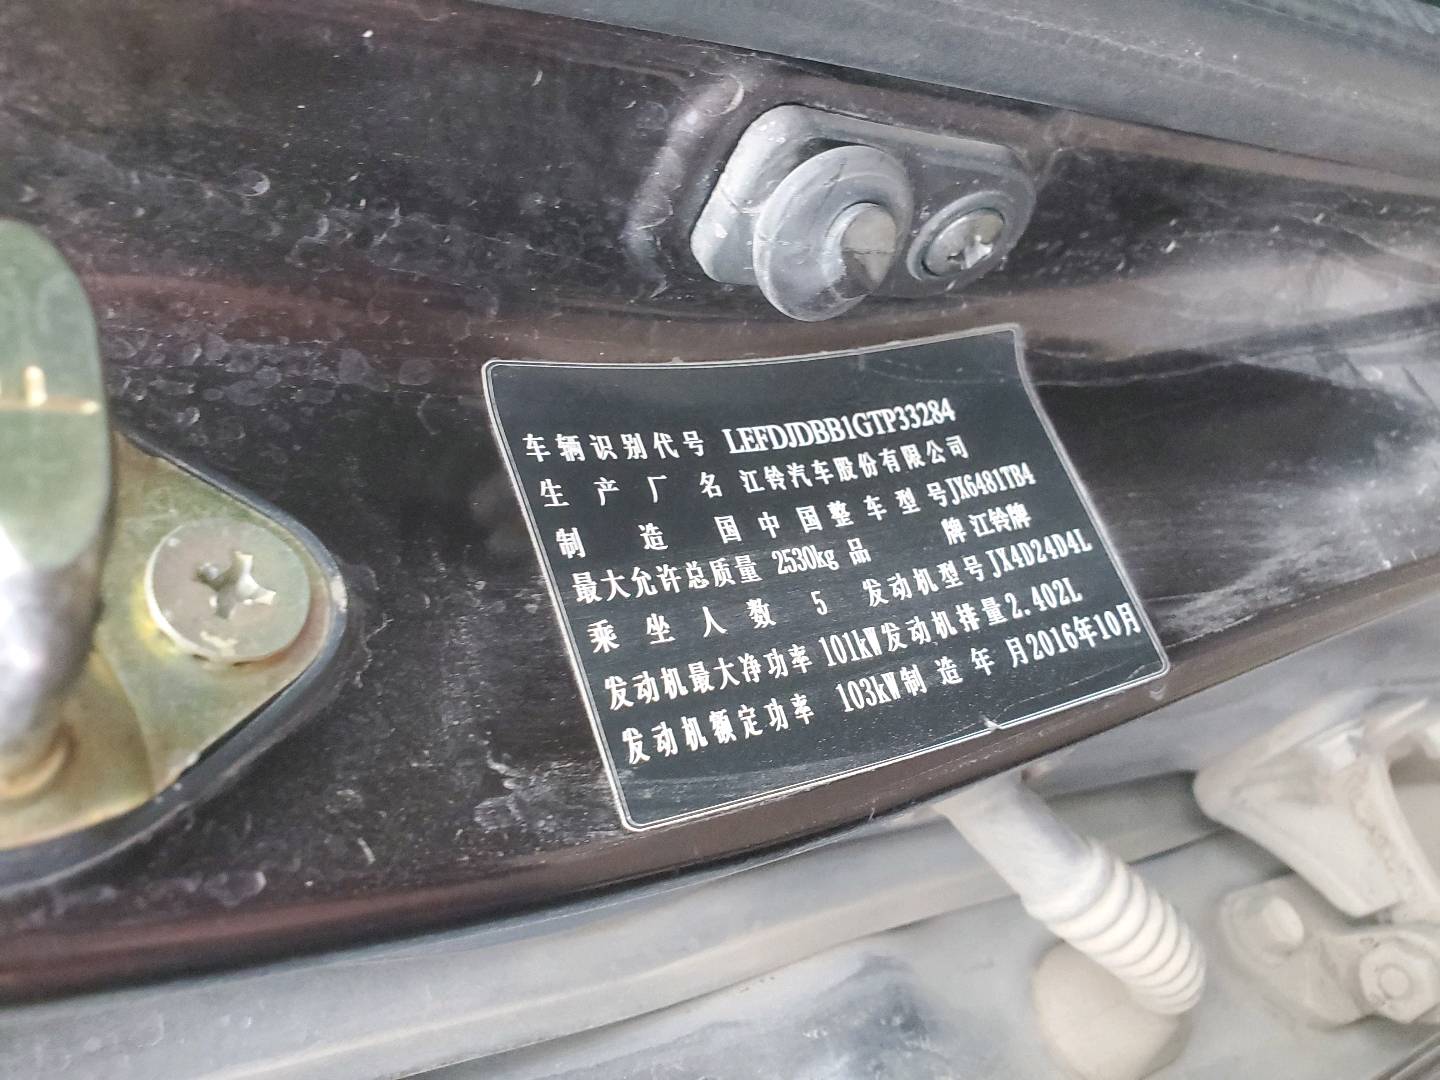 车辆识别代号 LEFDJDBB1GTP33284
生产厂名 江铃汽车股份有限公司
制造国 中国 整车型号 JX6481TB4
最大允许总质量 2530kg 品牌 江铃牌
乘坐人数 5 发动机型号 JX4D24D4L
发动机最大净功率 101kW 发动机排量 2.402L
发动机额定功率 103kW 制造年月 2016年10月